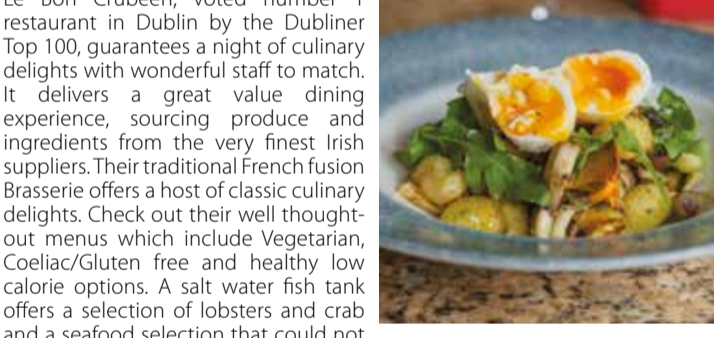 Le Bon Crubeen, voted number 1
restaurant in Dublin by the Dubliner
Top 100, guarantees a night of culinary
delights with wonderful staff to match.
It delivers a great value dining
experience, sourcing produce and
ingredients from the very finest Irish
suppliers. Their traditional French fusion
Brasserie offers a host of classic culinary
delights. Check out their well thought-
out menus which include Vegetarian,
Coeliac/Gluten free and healthy low
calorie options. A salt water fish tank
offers a selection of lobsters and crab
and a seafood selection that could not